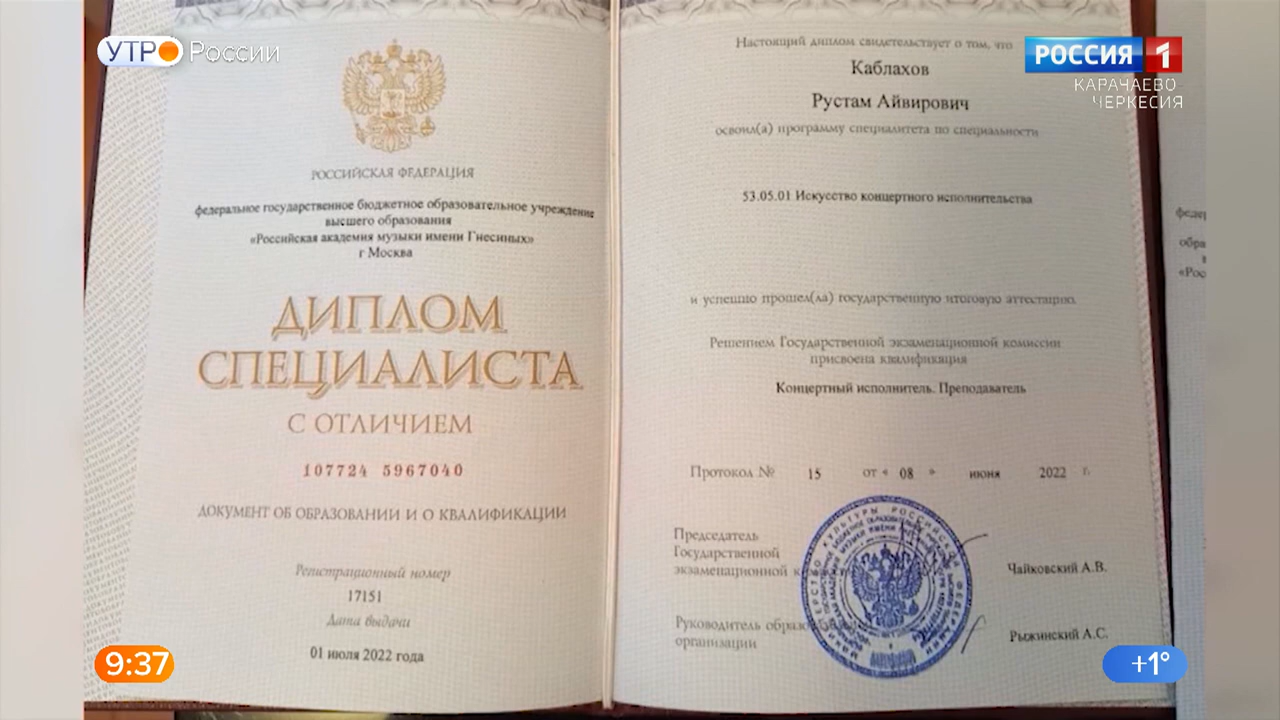 УТРО России
РОССИЯ 1
КАРАЧАЕВО-
ЧЕРКЕСИЯ
РОССИЙСКАЯ ФЕДЕРАЦИЯ
федеральное государственное бюджетное образовательное учреждение
высшего образования
«Российская академия музыки имени Гнесиных»
г Москва
ДИПЛОМ
СПЕЦИАЛИСТА
С ОТЛИЧИЕМ
107724 5967040
ДОКУМЕНТ ОБ ОБРАЗОВАНИИ И О КВАЛИФИКАЦИИ
Регистрационный номер
17151
Дата выдачи
01 июля 2022 года
Настоящий диплом свидетельствует о том, что
Каблахов
Рустам Айвирович
освоил(а) программу специалитета по специальности
53.05.01 Искусство концертного исполнительства
и успешно прошел(ла) государственную итоговую аттестацию.
Решением Государственной экзаменационной комиссии
присвоена квалификация
Концертный исполнитель. Преподаватель
Протокол № 15 от « 08 » июня 2022 г.
Председатель
Государственной
экзаменационной
Чайковский А.В.
Руководитель
организации
Рыжинский А.С.
9:37
+1°